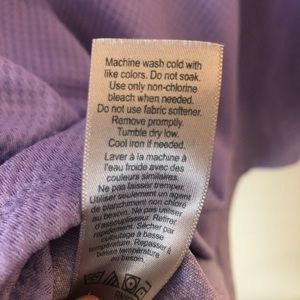 Machine wash cold with
like colors. Do not soak.
Use only non-chlorine
bleach when needed.
Do not use fabric softener.
Remove promptly.
Tumble dry low.
Cool iron if needed.
Laver à la machine à
l'eau froide avec des
couleurs similaires.
Ne pas laisser tremper.
Utiliser seulement un agent
de blanchiment non chloré
au besoin. Ne pas utiliser
d'assouplisseur. Retirer
rapidement. Sécher par
culbutage à basse
température. Repasser à
basse température
au besoin.